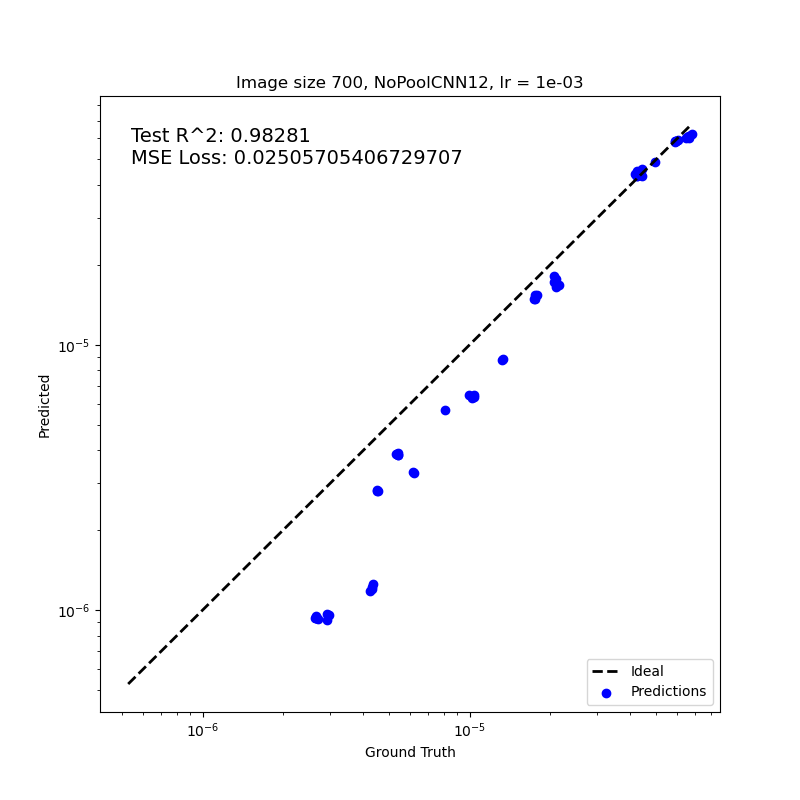 Image size 700, NoPoolCNN12, lr = 1e-03
Test R^2: 0.98281
MSE Loss: 0.02505705406729707
10^-5
10^-6
Predicted
Ideal
Predictions
10^-6
10^-5
Ground Truth